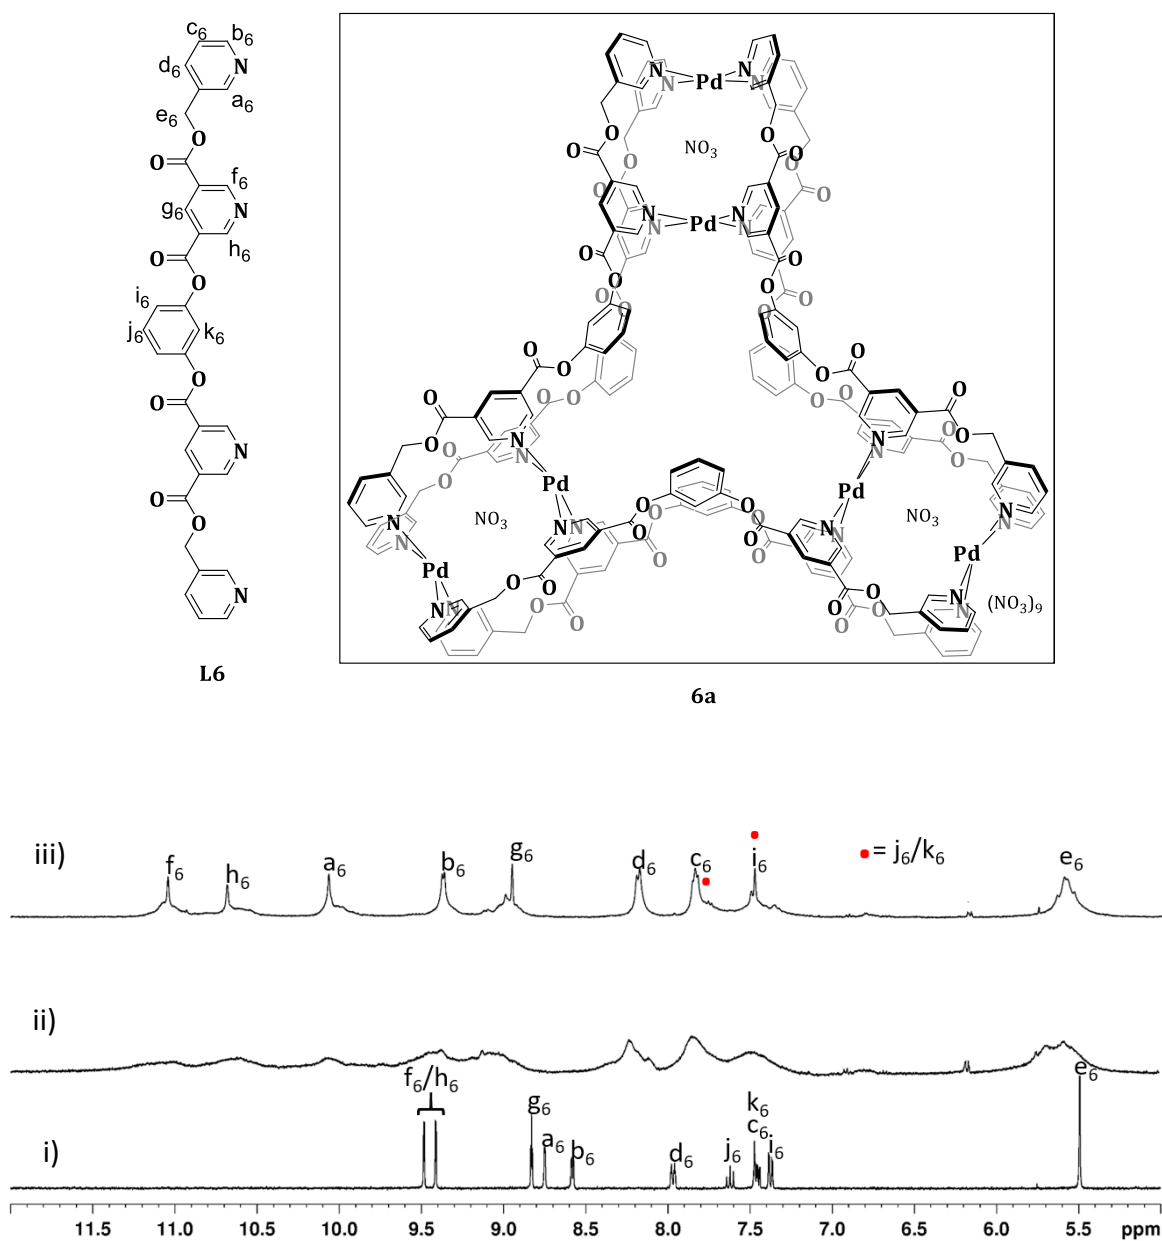 c6 b6
d6 N
a6
e6
O
O
f6
g6 N
h6
O
O
i6
j6 k6
O
O
N
O
O
N
L6
N Pd N
N N
O O
O NO3 O O
O O
O O
N Pd N
N N
O O
O O
O O
O O
O O O O
O O O O
O O O O
N N N
Pd Pd
NO3 NO3
N O O N
N O O N
Pd Pd
O O O O
N N N (NO3)9
O O O O
6a
iii) f6 h6 a6 b6 g6 d6 c6 i6 = j6/k6 e6
ii)
i) f6/h6 g6 a6 b6 d6 j6 k6 c6 i6 e6
11.5 11.0 10.5 10.0 9.5 9.0 8.5 8.0 7.5 7.0 6.5 6.0 5.5 ppm